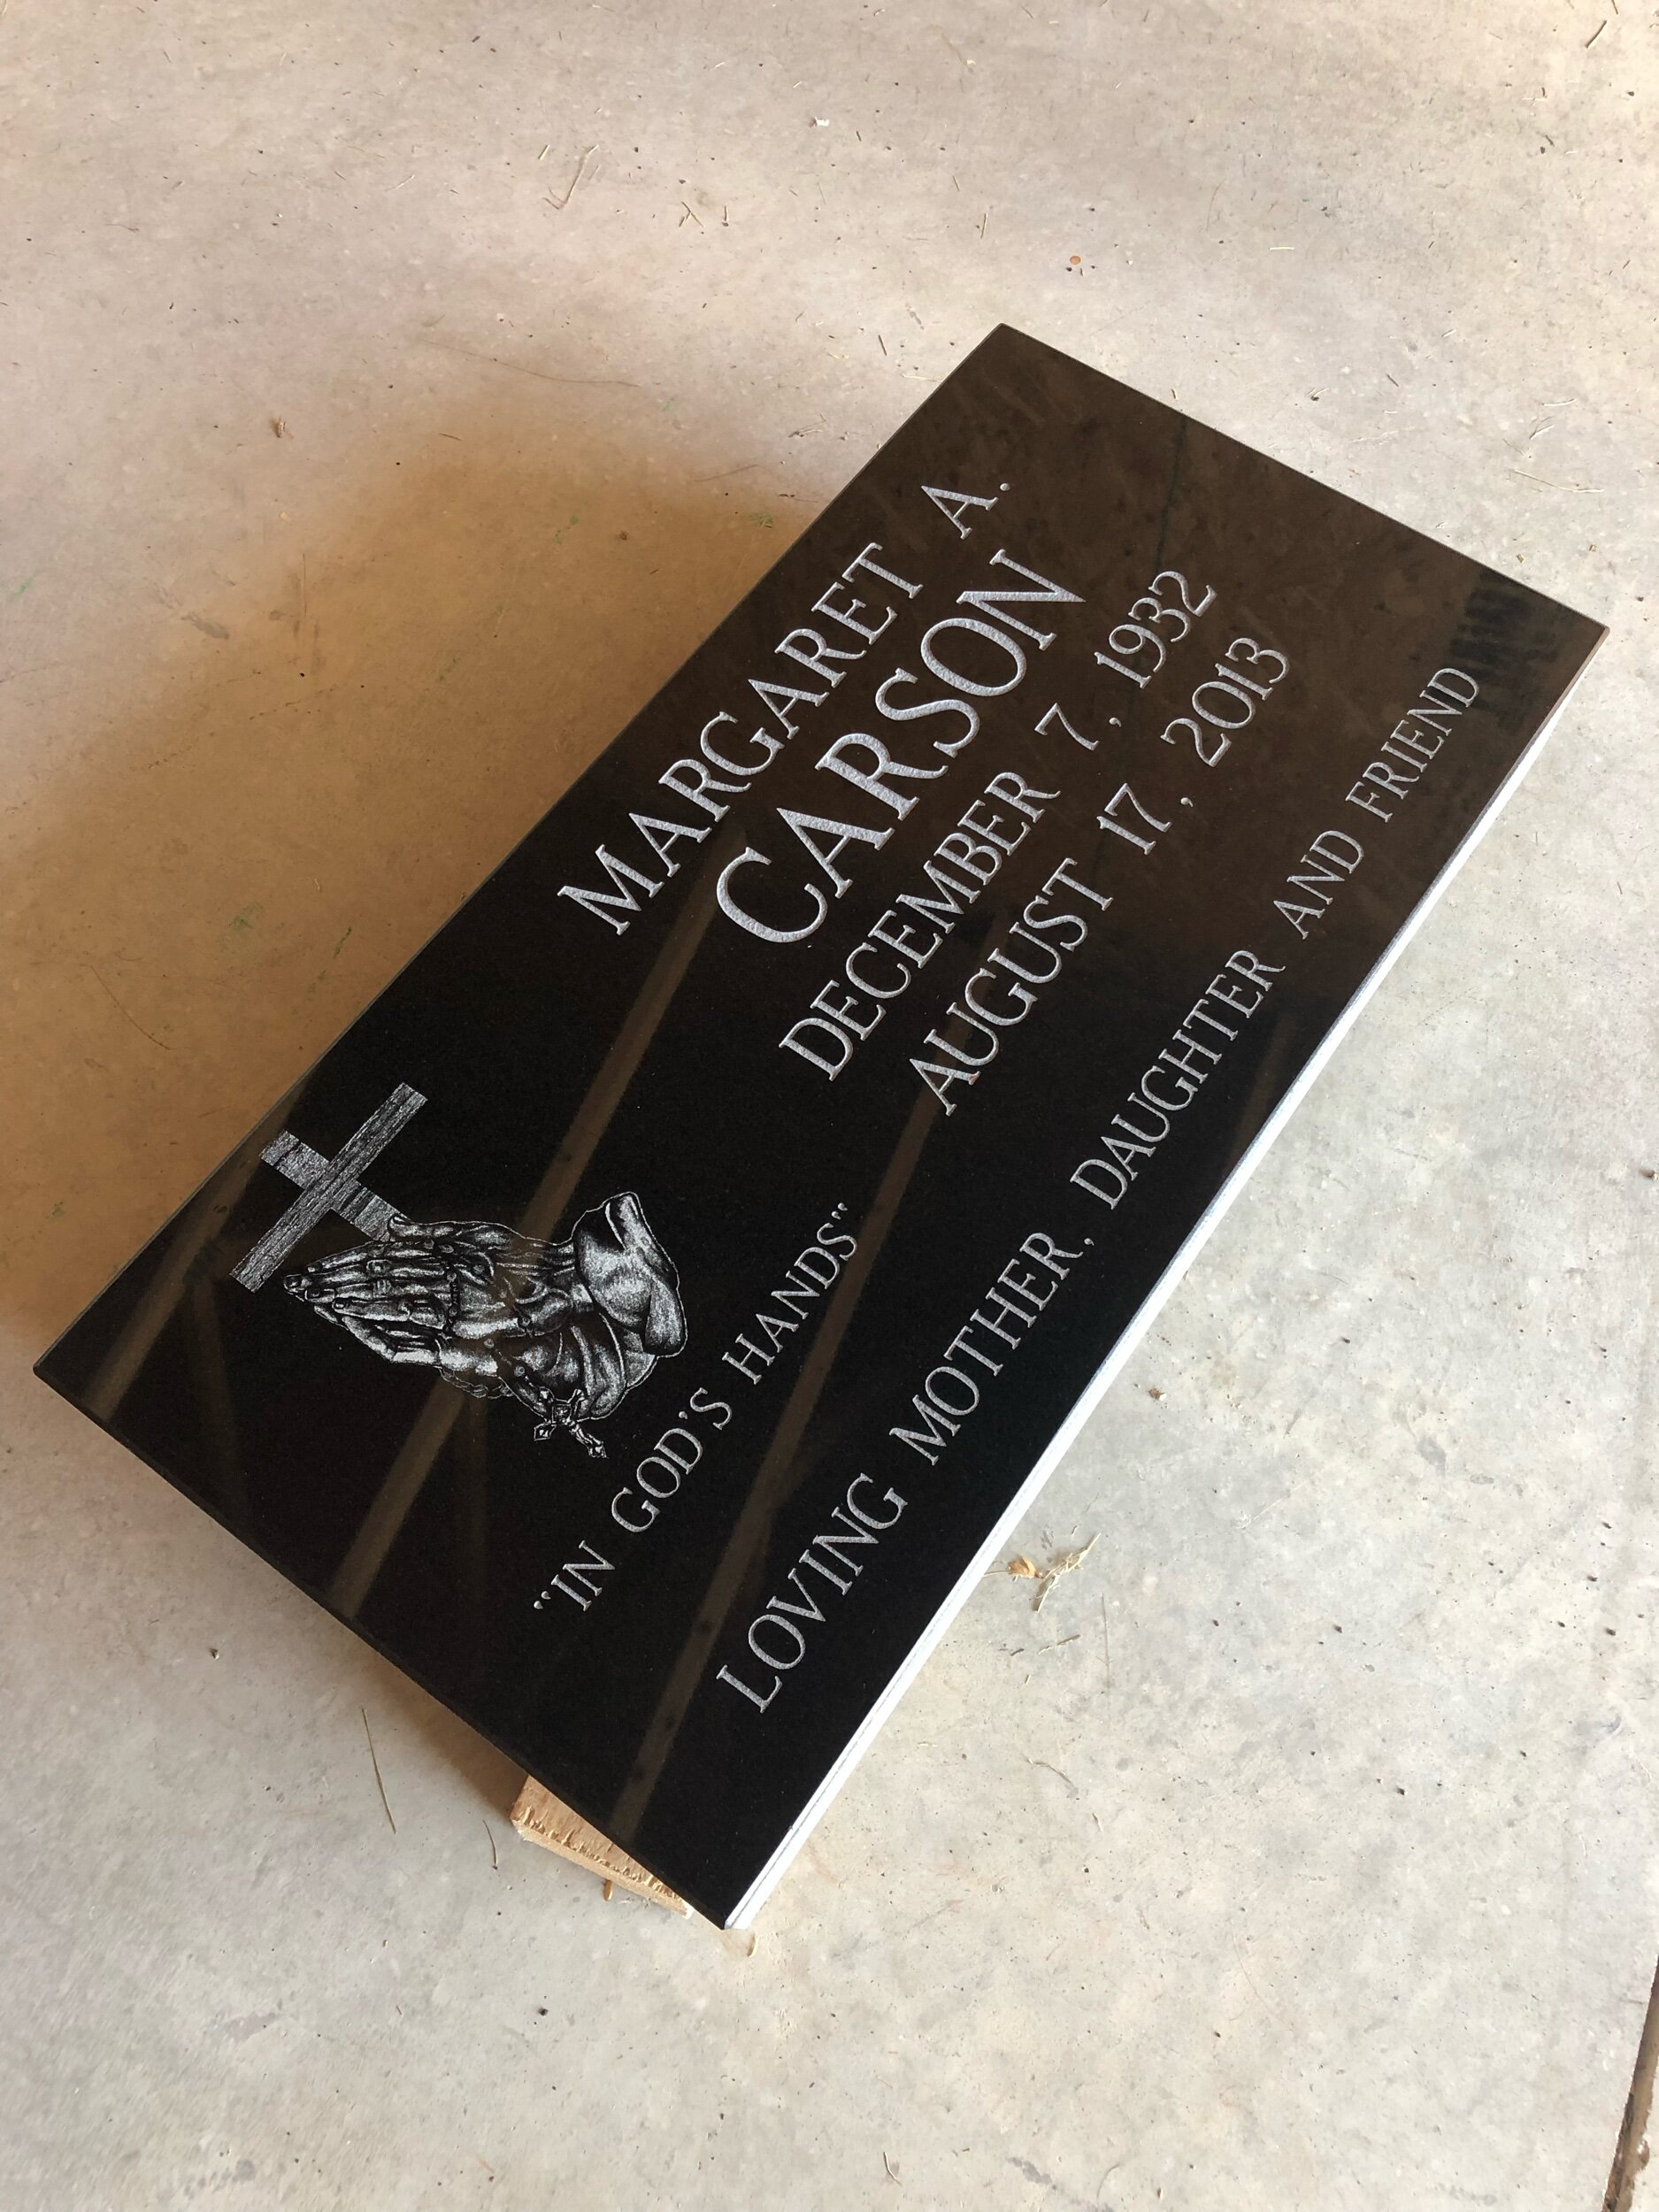 MARGARET A.
CARSON
DECEMBER 7, 1932
AUGUST 17, 2013
"IN GOD'S HANDS"
LOVING MOTHER, DAUGHTER AND FRIEND